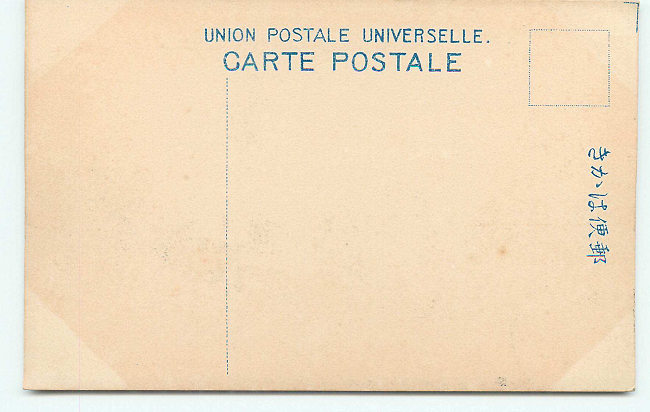 UNION POSTALE UNIVERSELLE.
CARTE POSTALE
きかは便郵